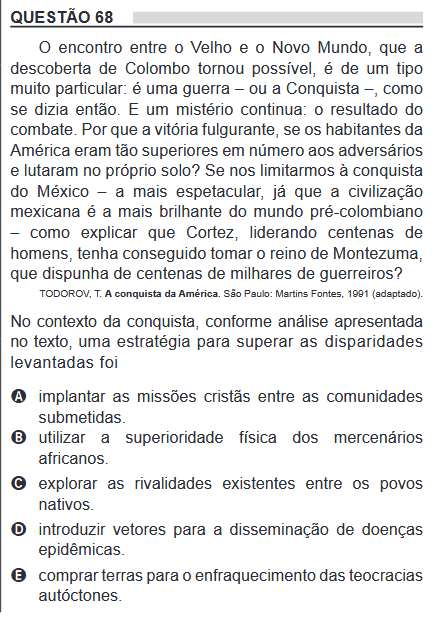 QUESTÃO 68
O encontro entre o Velho e o Novo Mundo, que a
descoberta de Colombo tornou possível, é de um tipo
muito particular: é uma guerra – ou a Conquista –, como
se dizia então. E um mistério continua: o resultado do
combate. Por que a vitória fulgurante, se os habitantes da
América eram tão superiores em número aos adversários
e lutaram no próprio solo? Se nos limitarmos à conquista
do México – a mais espetacular, já que a civilização
mexicana é a mais brilhante do mundo pré-colombiano
– como explicar que Cortez, liderando centenas de
homens, tenha conseguido tomar o reino de Montezuma,
que dispunha de centenas de milhares de guerreiros?
TODOROV, T. A conquista da América. São Paulo: Martins Fontes, 1991 (adaptado).
No contexto da conquista, conforme análise apresentada
no texto, uma estratégia para superar as disparidades
levantadas foi
A implantar as missões cristãs entre as comunidades
submetidas.
B utilizar a superioridade física dos mercenários
africanos.
C explorar as rivalidades existentes entre os povos
nativos.
D introduzir vetores para a disseminação de doenças
epidêmicas.
E comprar terras para o enfraquecimento das teocracias
autóctones.